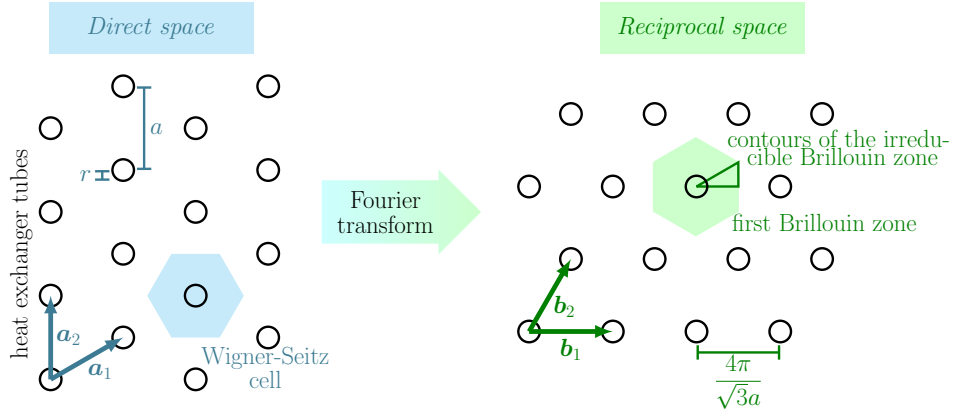 Direct space
Reciprocal space
a
r
heat exchanger tubes
a₂
a₁
Wigner-Seitz
cell
Fourier
transform
contours of the irredu-
cible Brillouin zone
first Brillouin zone
b₂
b₁
4π
√3a